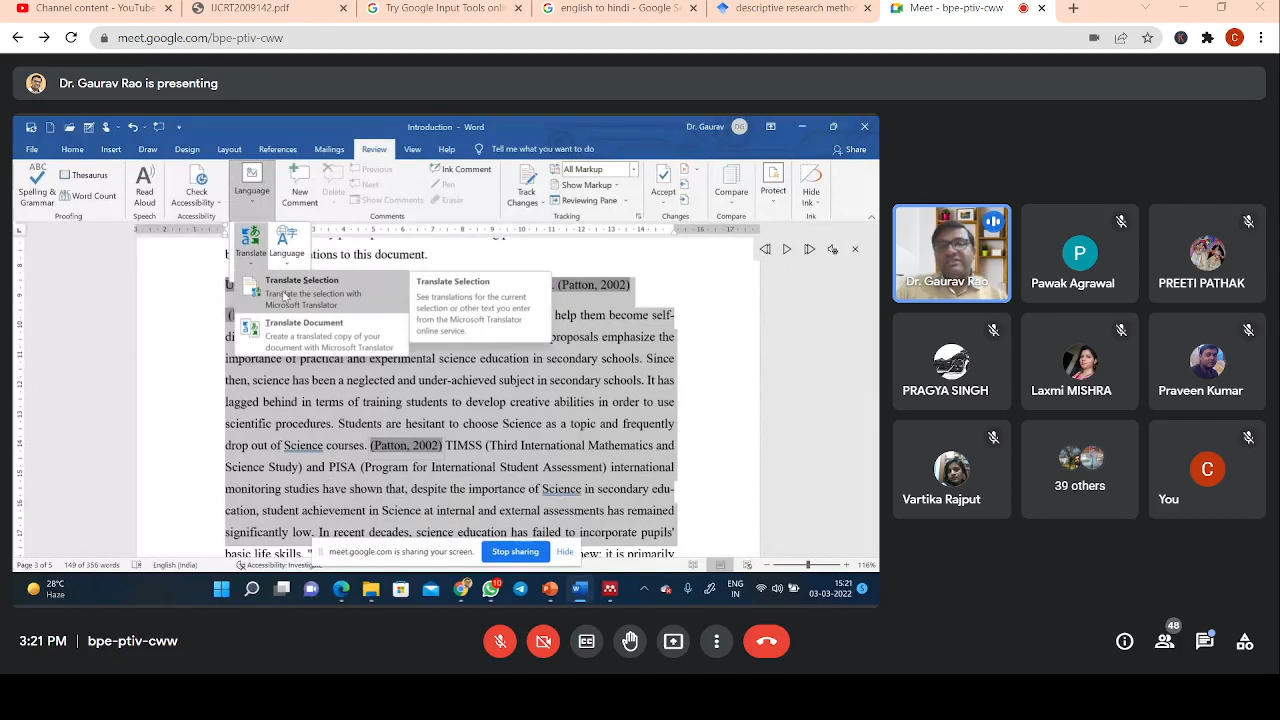 Channel content - YouTube
IJCRT2009142.pdf
Try Google Input Tools onlin
english to hindi - Google Se
descriptive research method
Meet - bpe-ptiv-cww
meet.google.com/bpe-ptiv-cww
K
C
Dr. Gaurav Rao is presenting
Introduction - Word
Dr. Gaurav
DG
File Home Insert Draw Design Layout References Mailings Review View Help Tell me what you want to do Share
ABC
Spelling & Grammar
Thesaurus
Word Count
Proofing
Read Aloud
Speech
Check Accessibility
Accessibility
Language
New Comment
Delete
Previous
Next
Show Comments
Ink Comment
Pen
Eraser
Comments
Track Changes
All Markup
Show Markup
Reviewing Pane
Tracking
Accept
Changes
Compare
Compare
Protect
Hide Ink
Ink
Translate
Language
Translate Selection
Translate the selection with
Microsoft Translator
Translate Document
Create a translated copy of your
document with Microsoft Translator
Translate Selection
See translations for the current
selection or other text you enter
from the Microsoft Translator
online service.
tions to this document.
(Patton, 2002)
help them become self-
proposals emphasize the
importance of practical and experimental science education in secondary schools. Since
then, science has been a neglected and under-achieved subject in secondary schools. It has
lagged behind in terms of training students to develop creative abilities in order to use
scientific procedures. Students are hesitant to choose Science as a topic and frequently
drop out of Science courses. (Patton, 2002) TIMSS (Third International Mathematics and
Science Study) and PISA (Program for International Student Assessment) international
monitoring studies have shown that, despite the importance of Science in secondary edu-
cation, student achievement in Science at internal and external assessments has remained
significantly low. In recent decades, science education has failed to incorporate pupils'
basic life skills. new; it is primarily
meet.google.com is sharing your screen. Stop sharing Hide
Page 3 of 5 149 of 356 words English (India) Accessibility: Investigate 116%
28°C
Haze
10
ENG
IN
15:21
03-03-2022
5
Dr. Gaurav Rao
P
Pawak Agrawal
PREETI PATHAK
PRAGYA SINGH
Laxmi MISHRA
Praveen Kumar
Vartika Rajput
39 others
C
You
3:21 PM
bpe-ptiv-cww
48